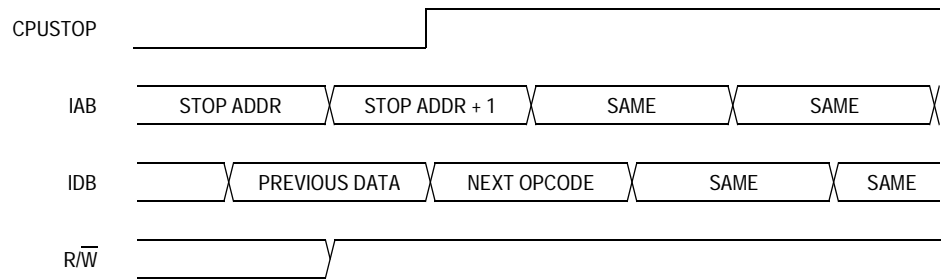 CPUSTOP
IAB STOP ADDR STOP ADDR + 1 SAME SAME
IDB PREVIOUS DATA NEXT OPCODE SAME SAME
R/W̅